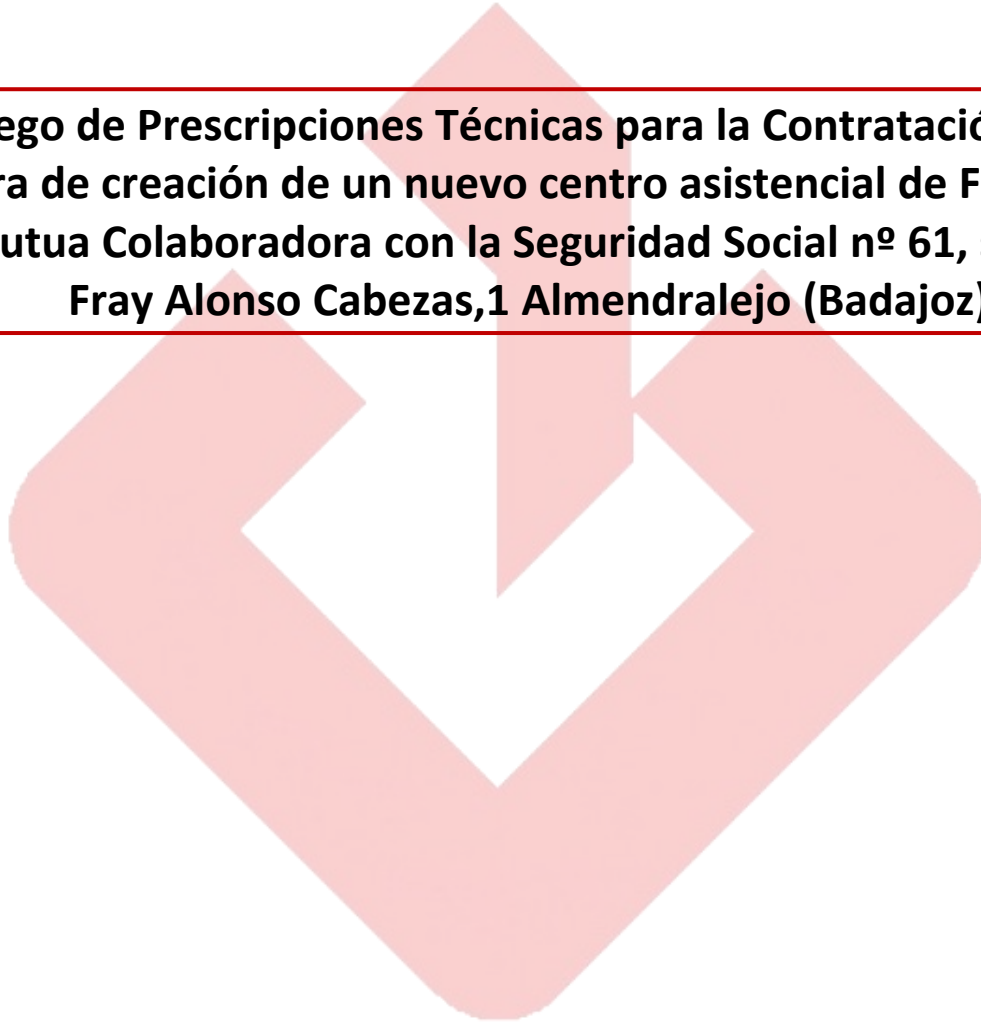 ego de Prescripciones Técnicas para la Contratació
ra de creación de un nuevo centro asistencial de F
utua Colaboradora con la Seguridad Social nº 61,
Fray Alonso Cabezas,1 Almendralejo (Badajoz)